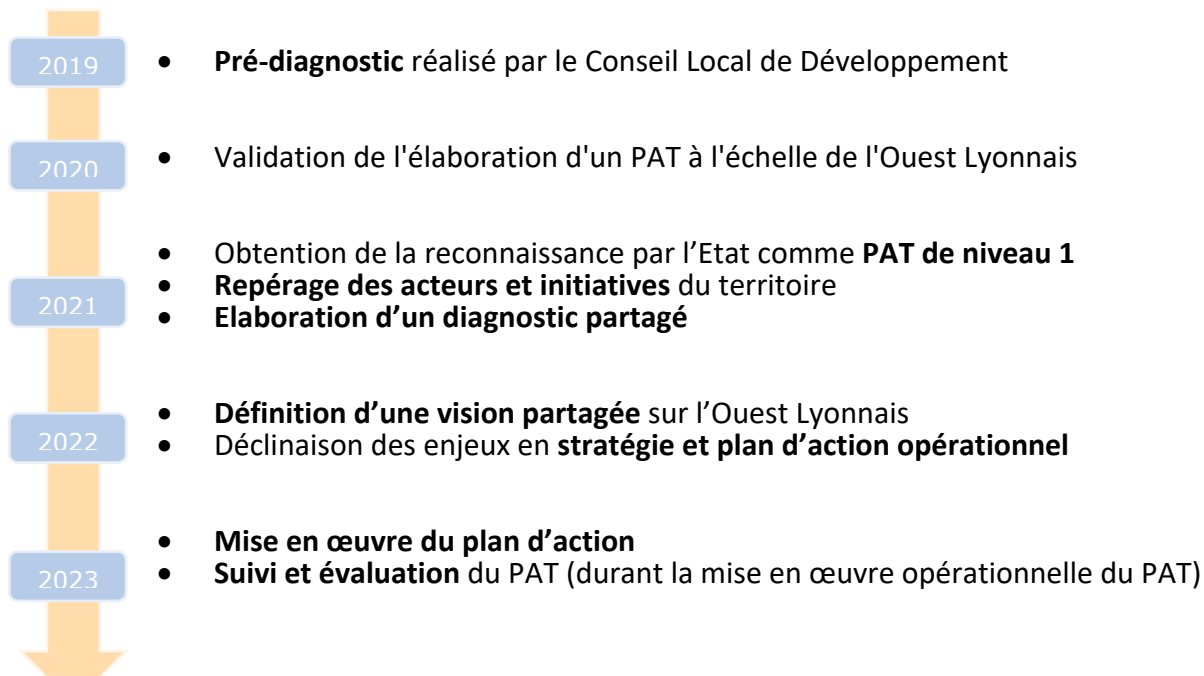 2019
• Pré-diagnostic réalisé par le Conseil Local de Développement
2020
• Validation de l'élaboration d'un PAT à l'échelle de l'Ouest Lyonnais
• Obtention de la reconnaissance par l’Etat comme PAT de niveau 1
2021
• Repérage des acteurs et initiatives du territoire
• Elaboration d’un diagnostic partagé
2022
• Définition d’une vision partagée sur l’Ouest Lyonnais
• Déclinaison des enjeux en stratégie et plan d’action opérationnel
2023
• Mise en œuvre du plan d’action
• Suivi et évaluation du PAT (durant la mise en œuvre opérationnelle du PAT)